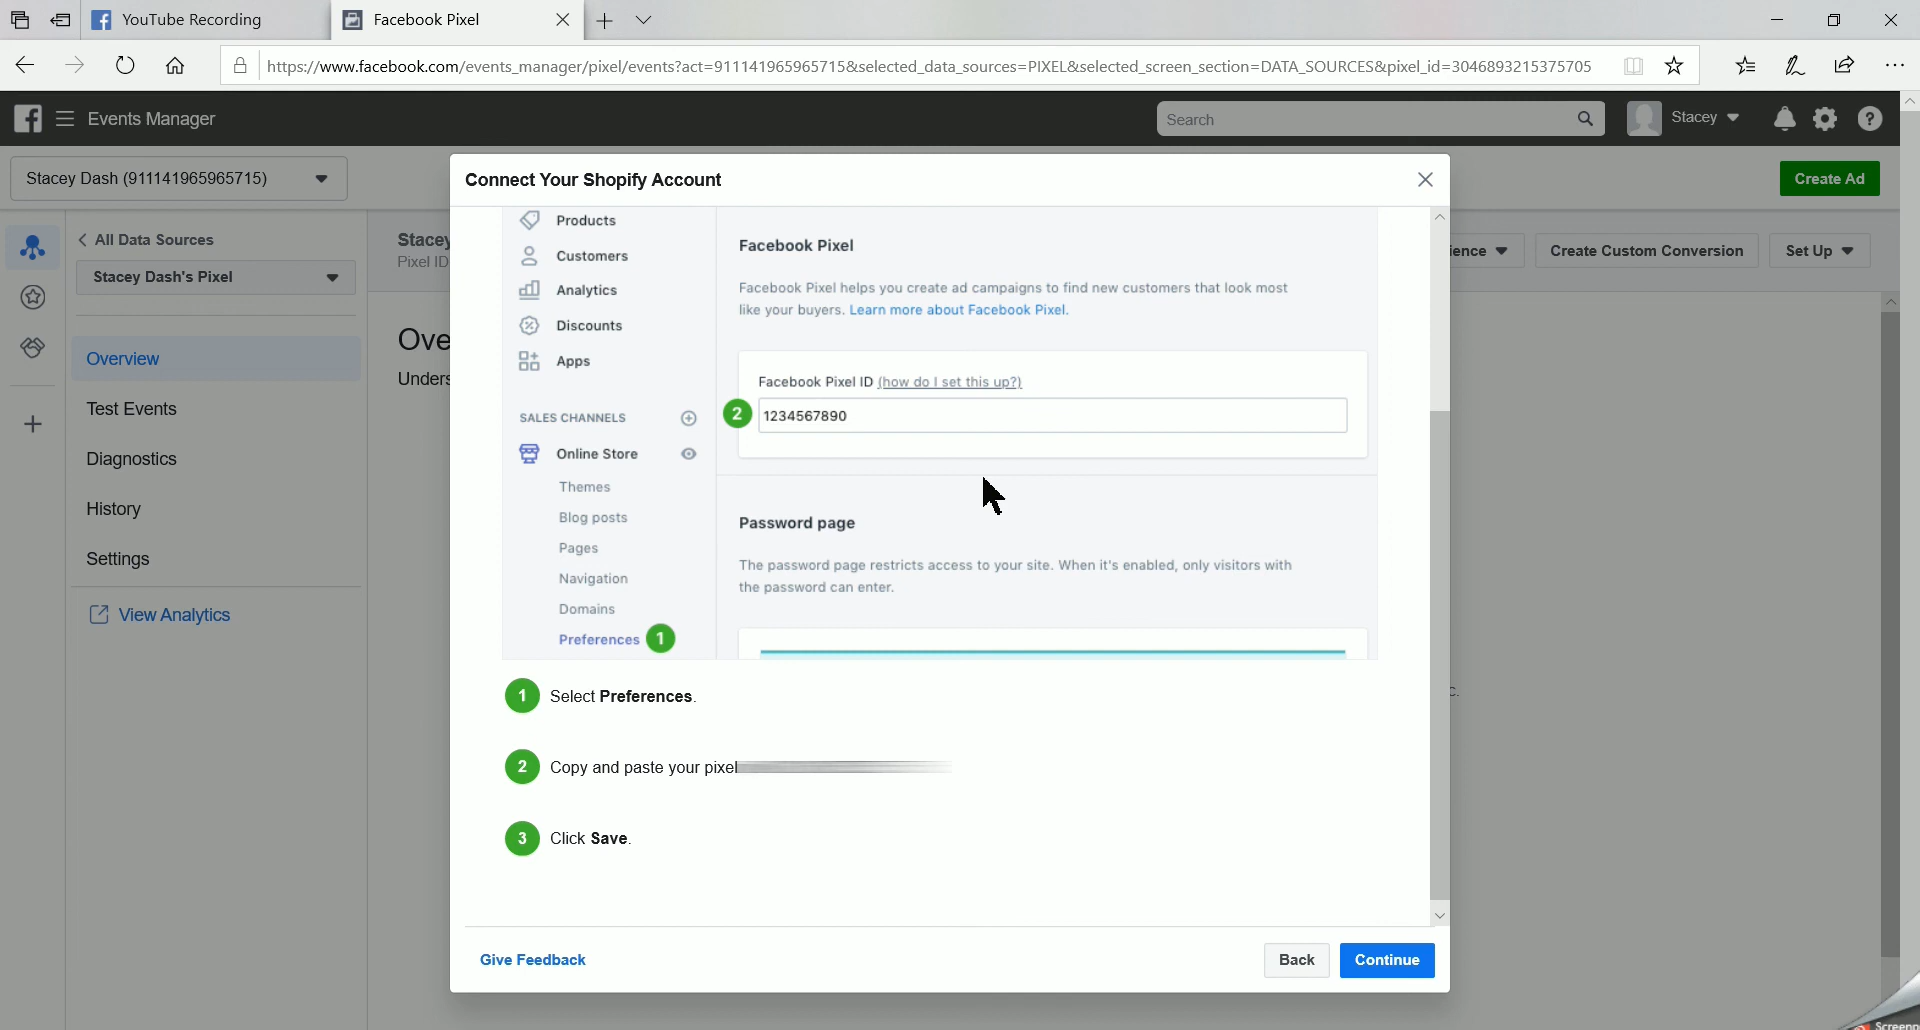 YouTube Recording
Facebook Pixel
https://www.facebook.com/events_manager/pixel/events?act=911141965965715&selected_data_sources=PIXEL&selected_screen_section=DATA_SOURCES&pixel_id=3046893215375705
Events Manager
Search
Stacey
Stacey Dash (911141965965715)
Create Ad
All Data Sources
Stacey Dash's Pixel
Overview
Test Events
Diagnostics
History
Settings
View Analytics
Stacey
Pixel ID
Create Custom Conversion
Set Up
Connect Your Shopify Account
Products
Customers
Analytics
Discounts
Apps
SALES CHANNELS
Online Store
Themes
Blog posts
Pages
Navigation
Domains
Preferences 1
Facebook Pixel
Facebook Pixel helps you create ad campaigns to find new customers that look most
like your buyers. Learn more about Facebook Pixel.
Facebook Pixel ID (how do I set this up?)
2 1234567890
Password page
The password page restricts access to your site. When it's enabled, only visitors with
the password can enter.
1 Select Preferences.
2 Copy and paste your pixel
3 Click Save.
Give Feedback
Back
Continue